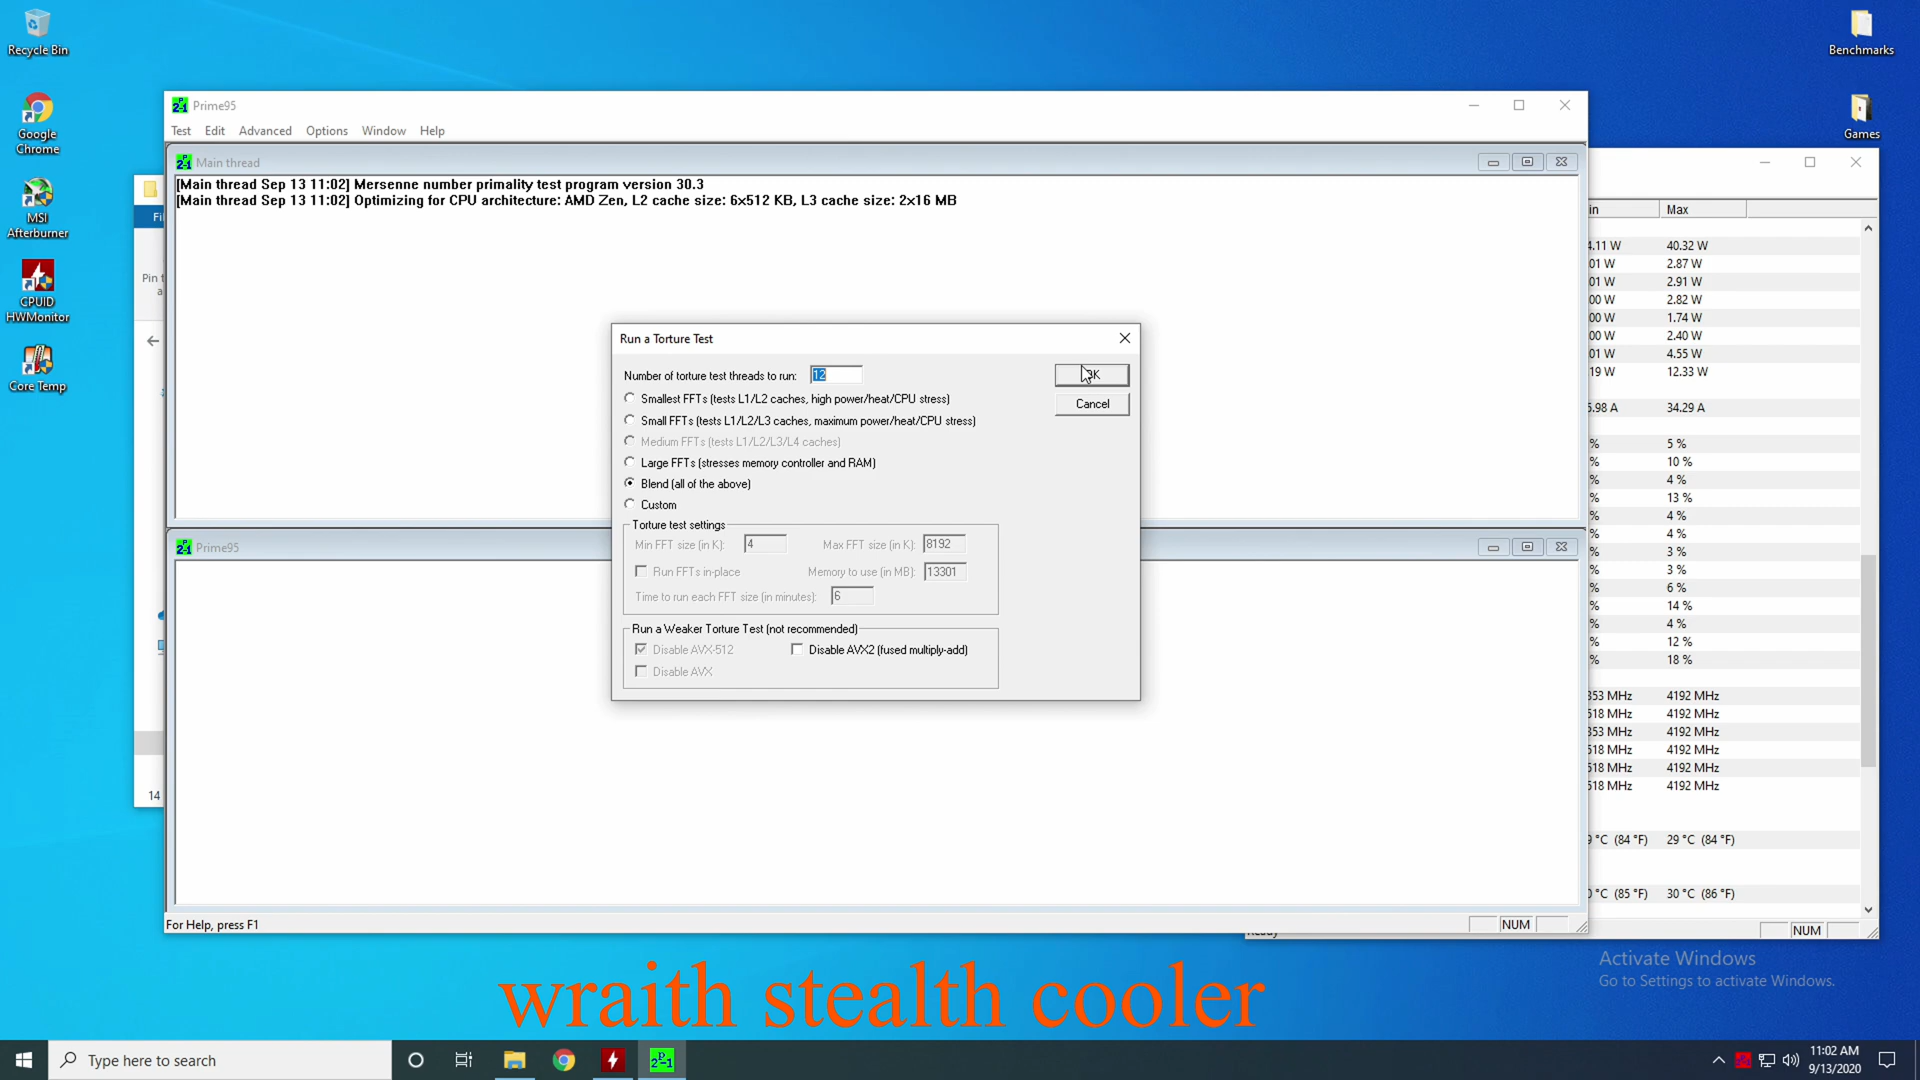 Recycle Bin
Google Chrome
MSI Afterburner
CPUID HWMonitor
Core Temp
Benchmarks
Games
Prime95
Test Edit Advanced Options Window Help
Main thread
[Main thread Sep 13 11:02] Mersenne number primality test program version 30.3
[Main thread Sep 13 11:02] Optimizing for CPU architecture: AMD Zen, L2 cache size: 6x512 KB, L3 cache size: 2x16 MB
Run a Torture Test
Number of torture test threads to run: 12
Smallest FFTs (tests L1/L2 caches, high power/heat/CPU stress)
Small FFTs (tests L1/L2/L3 caches, maximum power/heat/CPU stress)
Medium FFTs (tests L1/L2/L3/L4 caches)
Large FFTs (stresses memory controller and RAM)
Blend (all of the above)
Custom
Cancel
Torture test settings
Min FFT size (in K): 4 Max FFT size (in K): 8192
Run FFTs in-place Memory to use (in MB): 13301
Time to run each FFT size (in minutes): 6
Run a Weaker Torture Test (not recommended)
Disable AVX-512 Disable AVX2 (fused multiply-add)
Disable AVX
Prime95
For Help, press F1
NUM
14
Max
40.32 W
2.87 W
2.91 W
2.82 W
1.74 W
2.40 W
4.55 W
12.33 W
34.29 A
% 5 %
% 10 %
% 4 %
% 13 %
% 4 %
% 4 %
% 3 %
% 3 %
% 6 %
% 14 %
% 4 %
% 12 %
% 18 %
4192 MHz
4192 MHz
4192 MHz
4192 MHz
4192 MHz
4192 MHz
(84 °F) 29 °C (84 °F)
(85 °F) 30 °C (86 °F)
NUM
Activate Windows
Go to Settings to activate Windows.
wraith stealth cooler
Type here to search
11:02 AM
9/13/2020